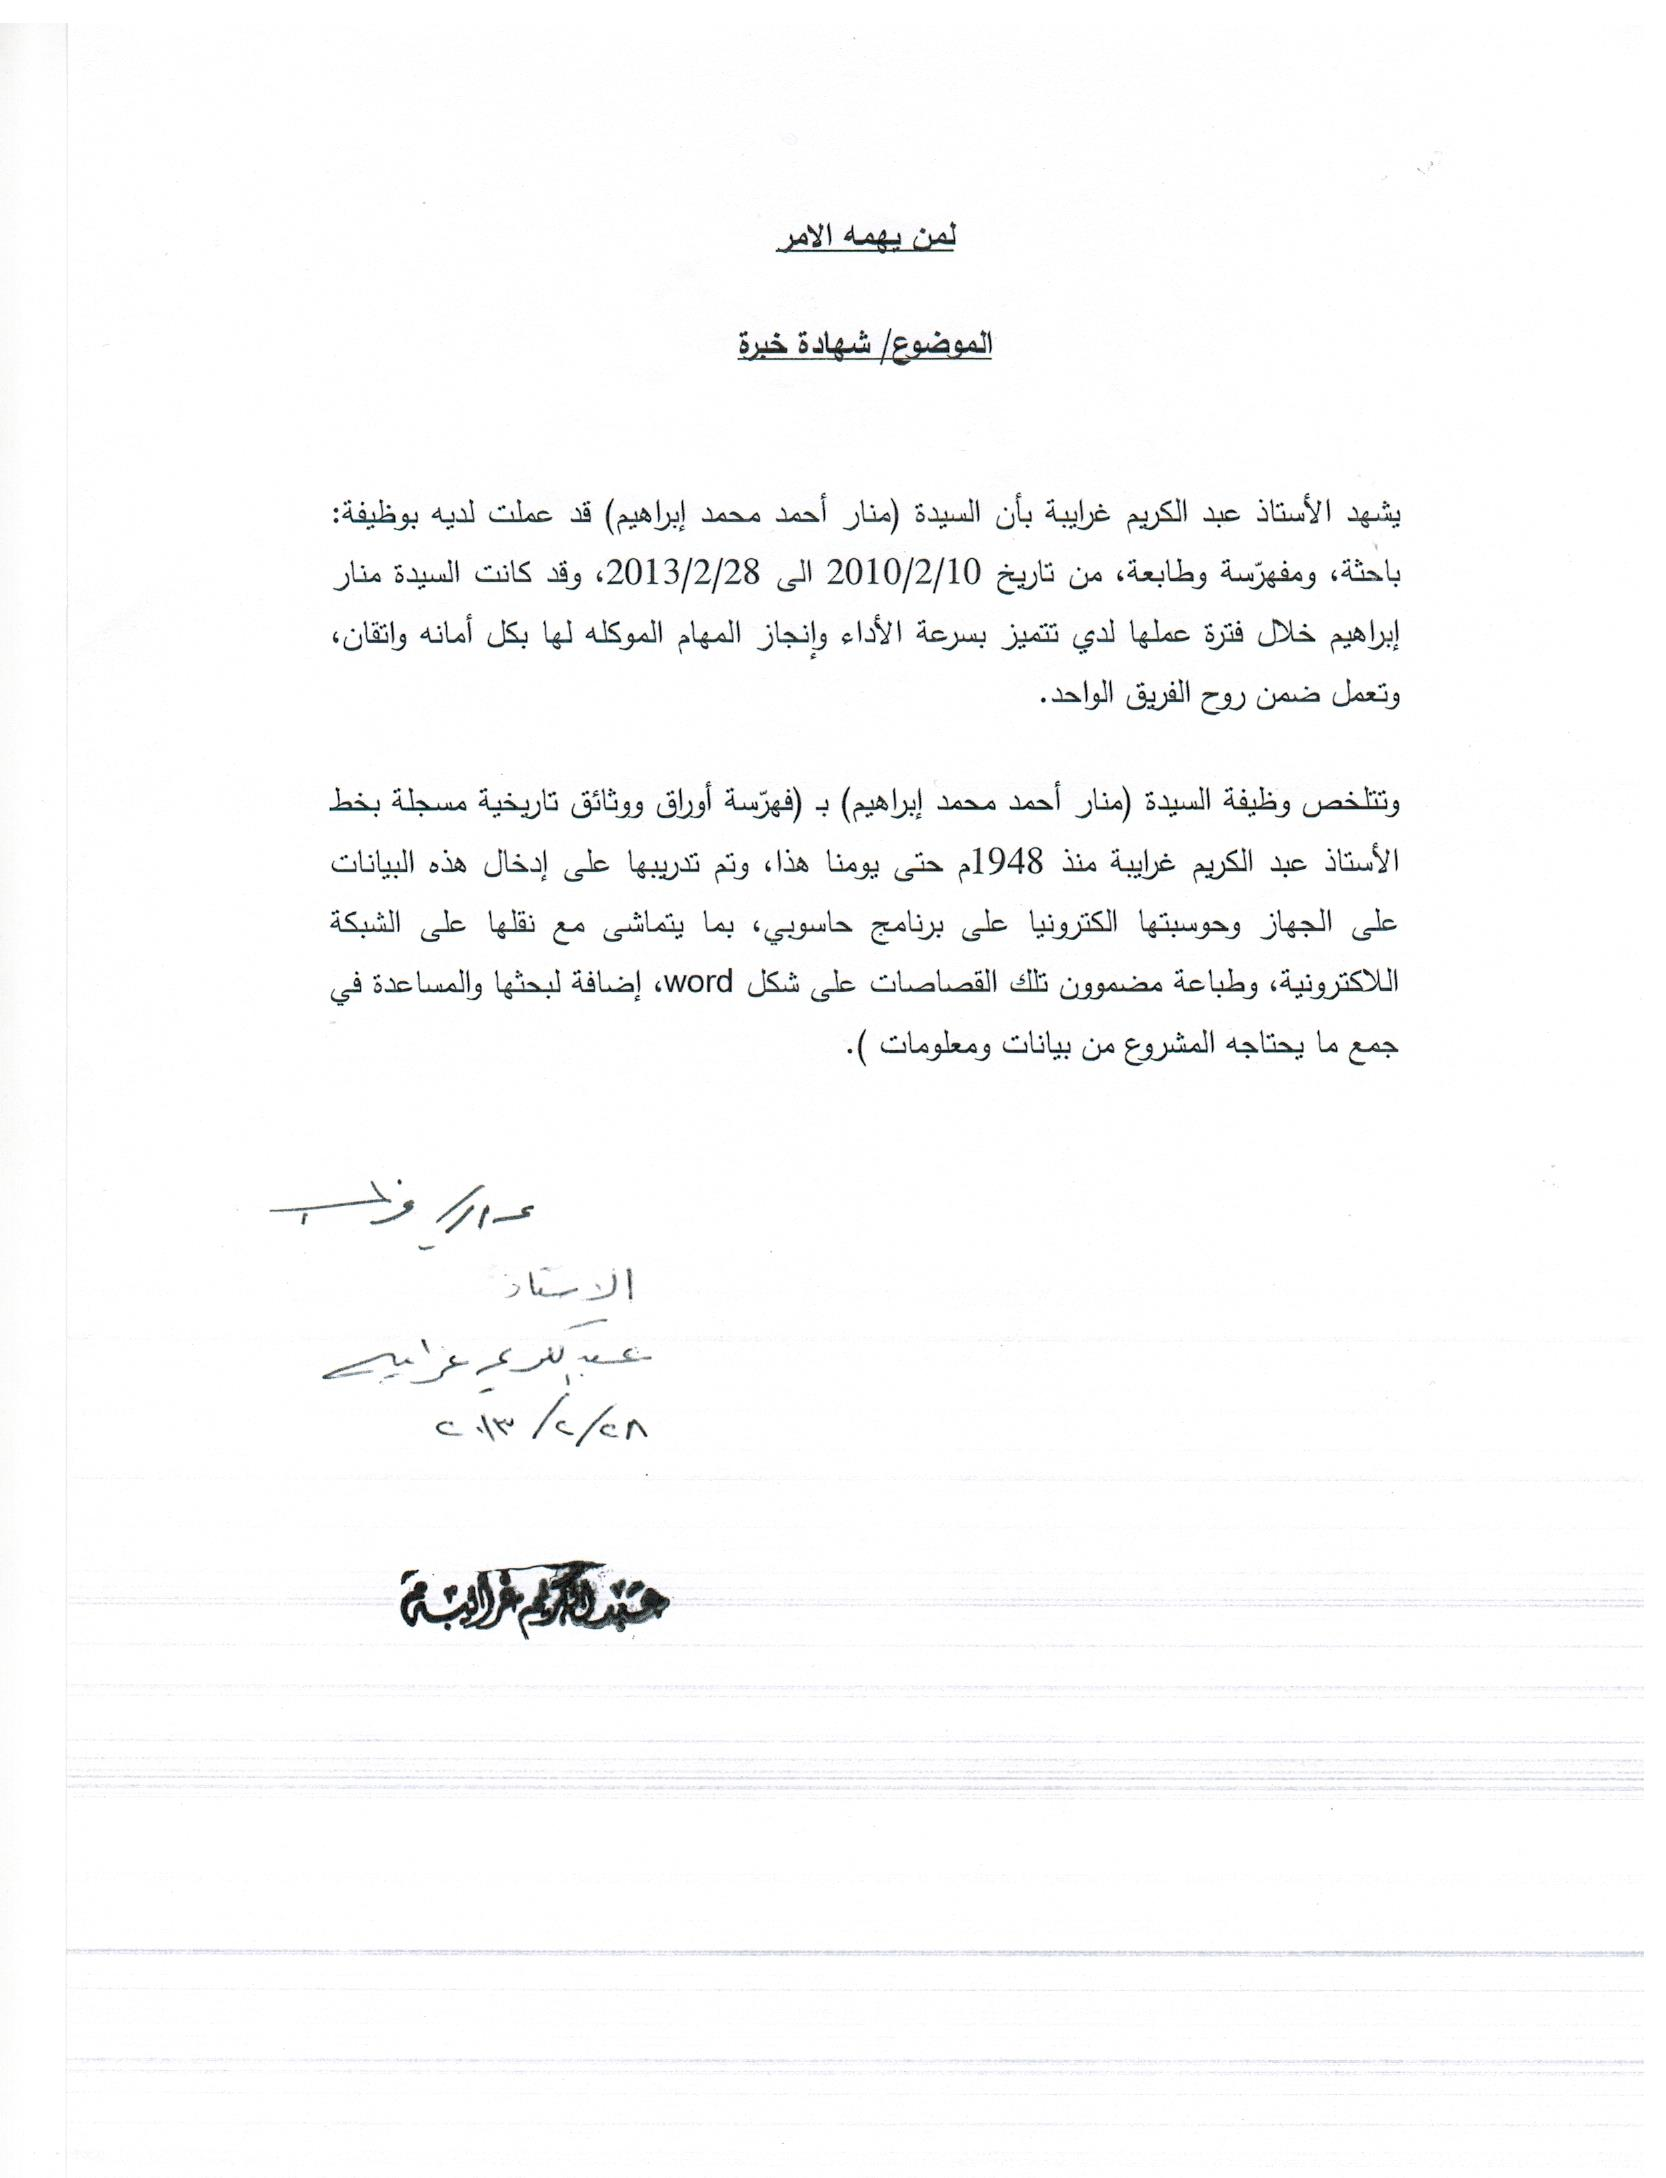 لمن يهمه الامر
الموضوع/ شهادة خبرة
يشهد الأستاذ عبد الكريم غرايبة بأن السيدة (منار أحمد محمد إبراهيم) قد عملت لديه بوظيفة:
باحثة، ومفهرّسة وطابعة، من تاريخ 2010/2/10 الى 2013/2/28، وقد كانت السيدة منار
إبراهيم خلال فترة عملها لدي تتميز بسرعة الأداء وإنجاز المهام الموكله لها بكل أمانه واتقان،
وتعمل ضمن روح الفريق الواحد.
وتتلخص وظيفة السيدة (منار أحمد محمد إبراهيم) بـ (فهرّسة أوراق ووثائق تاريخية مسجلة بخط
الأستاذ عبد الكريم غرايبة منذ 1948م حتى يومنا هذا، وتم تدريبها على إدخال هذه البيانات
على الجهاز وحوسبتها الكترونيا على برنامج حاسوبي، بما يتماشى مع نقلها على الشبكة
اللاكترونية، وطباعة مضموون تلك القصاصات على شكل word، إضافة لبحثها والمساعدة في
جمع ما يحتاجه المشروع من بيانات ومعلومات ).
الاستاذ
عبد الكريم غرايبة
٢٠١٣/٢/٢٨
عبد الكريم غرايبة